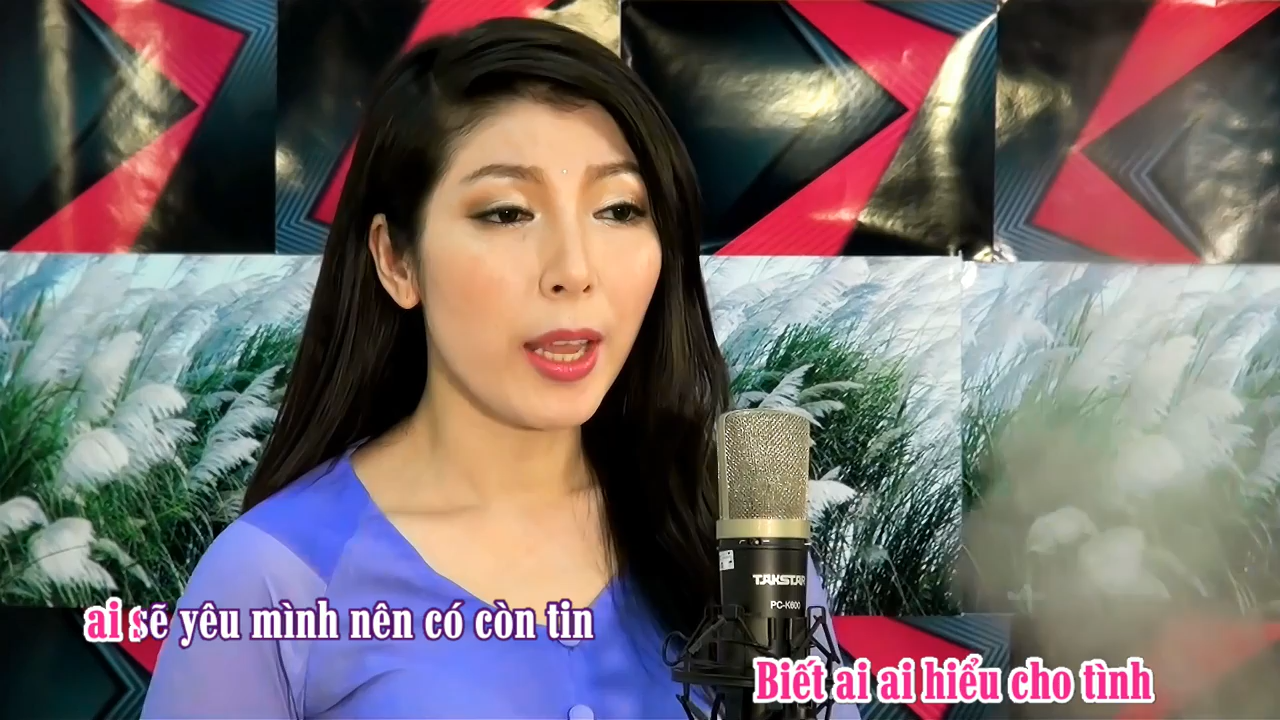 TAKSTAR
PC-K600
ai sẽ yêu mình nên có còn tin
Biết ai ai hiểu cho tình